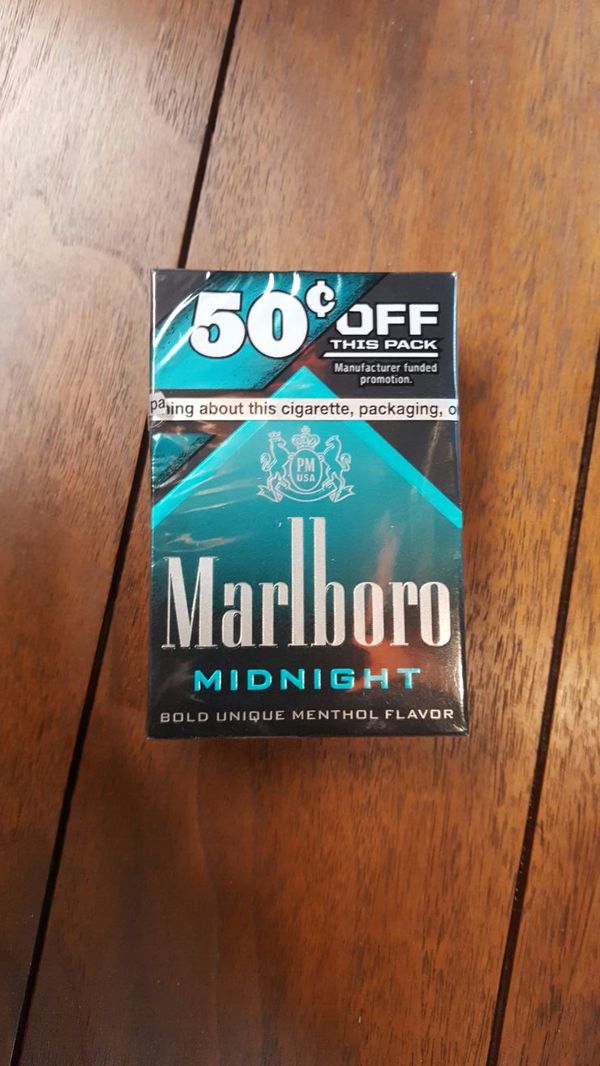 50¢ OFF
THIS PACK
Manufacturer funded
promotion.
about this cigarette, packaging,
PM
USA
Marlboro
MIDNIGHT
BOLD UNIQUE MENTHOL FLAVOR